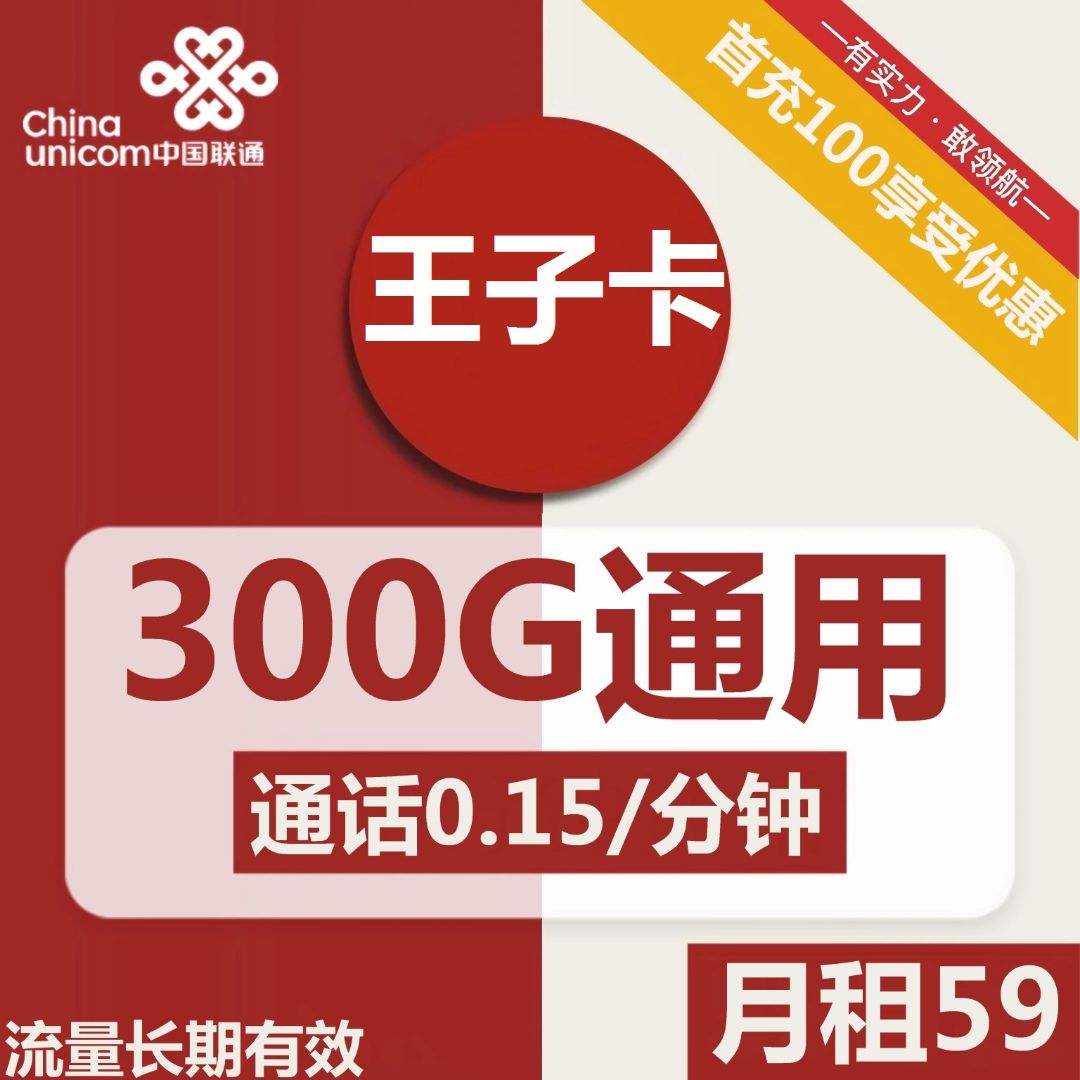 China
unicom中国联通
一有实力·敢领航一
首充100享受优惠
王子卡
300G通用
通话0.15/分钟
月租59
流量长期有效